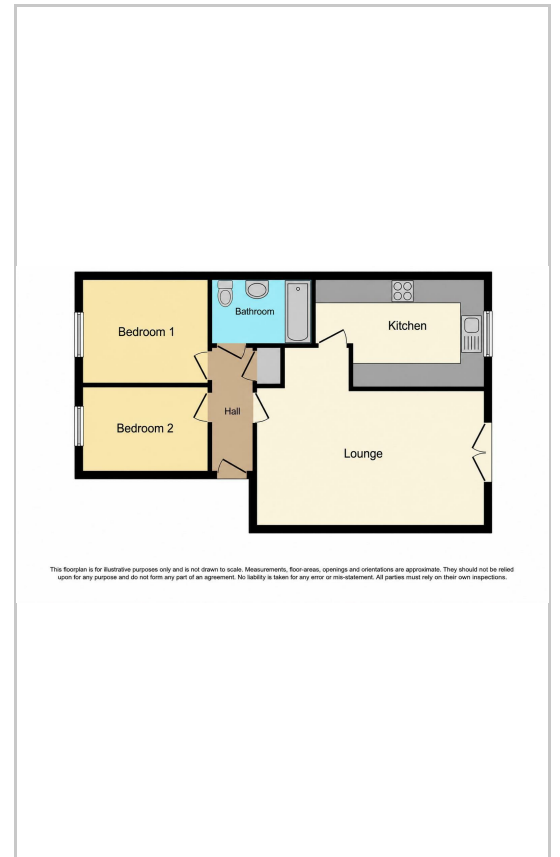 Bathroom
Bedroom 1
Kitchen
Hall
Bedroom 2
Lounge
This floorplan is for illustrative purposes only and is not drawn to scale. Measurements, floor-areas, openings and orientations are approximate. They should not be relied
upon for any purpose and do not form any part of an agreement. No liability is taken for any error or mis-statement. All parties must rely on their own inspections.